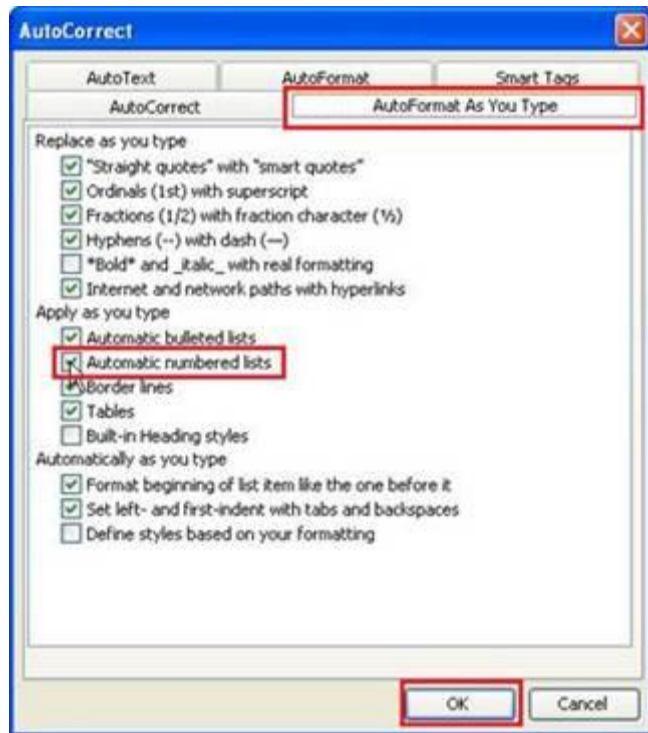 AutoCorrect
AutoText AutoFormat Smart Tags
AutoCorrect AutoFormat As You Type
Replace as you type
"Straight quotes" with "smart quotes"
Ordinals (1st) with superscript
Fractions (1/2) with fraction character (½)
Hyphens (--) with dash (—)
*Bold* and _italic_ with real formatting
Internet and network paths with hyperlinks
Apply as you type
Automatic bulleted lists
Automatic numbered lists
Border lines
Tables
Built-in Heading styles
Automatically as you type
Format beginning of list item like the one before it
Set left- and first-indent with tabs and backspaces
Define styles based on your formatting
OK Cancel